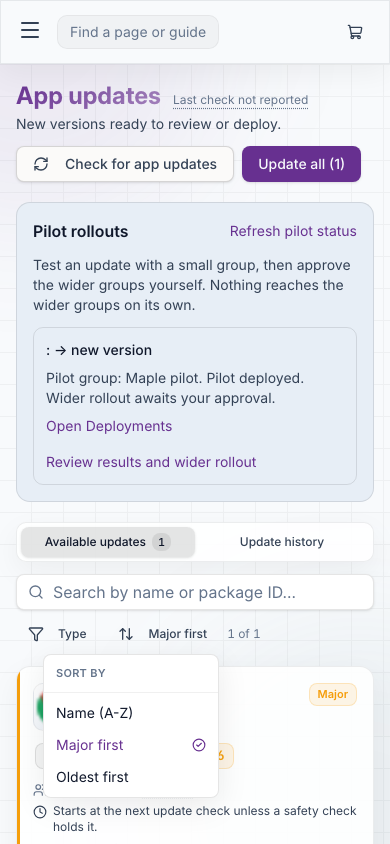 Find a page or guide
App updates
Last check not reported
New versions ready to review or deploy.
Check for app updates
Update all (1)
Pilot rollouts
Refresh pilot status
Test an update with a small group, then approve
the wider groups yourself. Nothing reaches the
wider groups on its own.
: → new version
Pilot group: Maple pilot. Pilot deployed.
Wider rollout awaits your approval.
Open Deployments
Review results and wider rollout
Available updates 1
Update history
Search by name or package ID...
Type
Major first
1 of 1
SORT BY
Major
Name (A-Z)
Major first
Oldest first
Starts at the next update check unless a safety check
holds it.